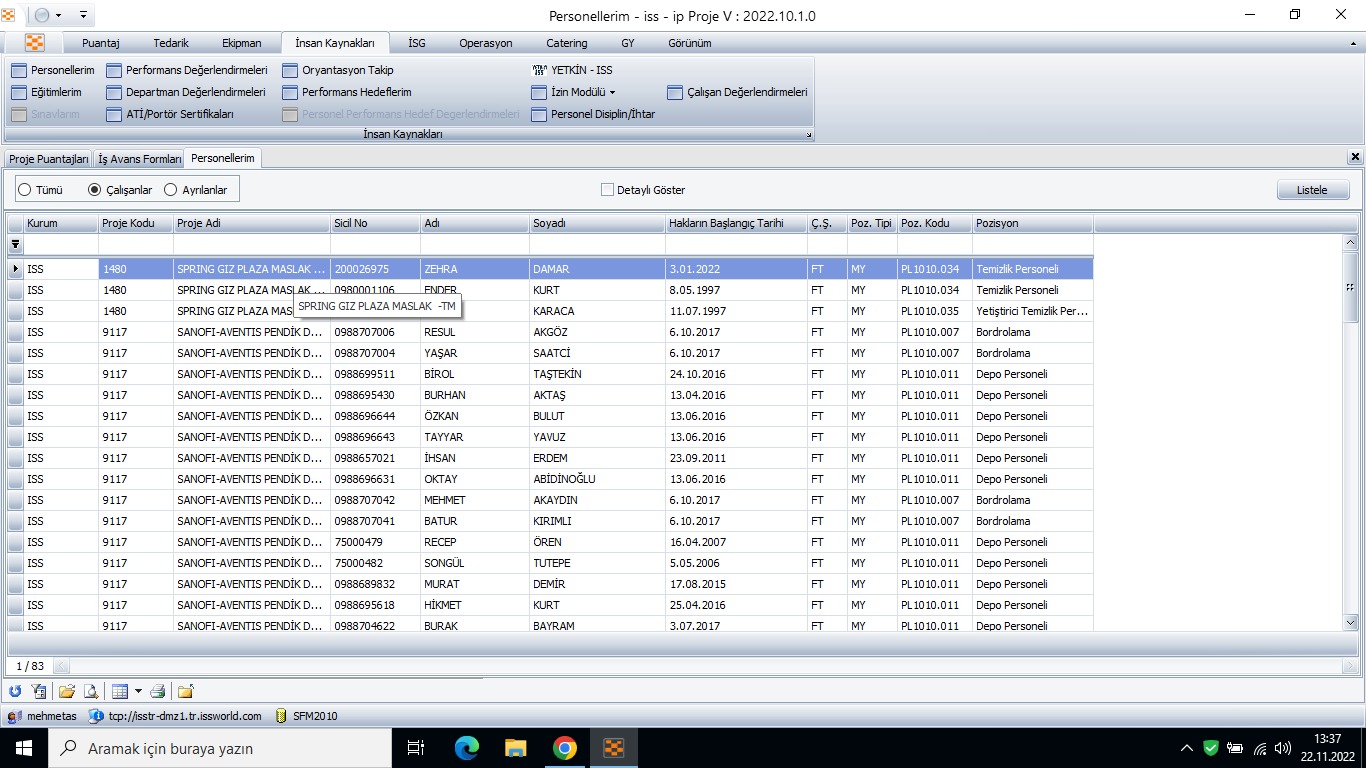 Personellerim - iss - ip Proje V : 2022.10.1.0
Puantaj Tedarik Ekipman İnsan Kaynakları İSG Operasyon Catering GY Görünüm
Personellerim Performans Değerlendirmeleri Oryantasyon Takip YETKİN - ISS
Eğitimlerim Departman Değerlendirmeleri Performans Hedeflerim İzin Modülü Çalışan Değerlendirmeleri
Sınavlarım ATİ/Portör Sertifikaları Personel Performans Hedef Degerlendirmeleri Personel Disiplin/İhtar
İnsan Kaynakları
Proje Puantajları İş Avans Formları Personellerim
Tümü Çalışanlar Ayrılanlar Detaylı Göster Listele
Kurum Proje Kodu Proje Adi Sicil No Adı Soyadı Hakların Başlangıç Tarihi Ç.Ş. Poz. Tipi Poz. Kodu Pozisyon
ISS 1480 SPRING GIZ PLAZA MASLAK ... 200026975 ZEHRA DAMAR 3.01.2022 FT MY PL1010.034 Temizlik Personeli
ISS 1480 SPRING GIZ PLAZA MASLAK ... 0980001106 ENDER KURT 8.05.1997 FT MY PL1010.034 Temizlik Personeli
SPRING GIZ PLAZA MASLAK -TM
ISS 1480 SPRING GIZ PLAZA MAS KARACA 11.07.1997 FT MY PL1010.035 Yetiştirici Temizlik Per...
ISS 9117 SANOFI-AVENTIS PENDİK D... 0988707006 RESUL AKGÖZ 6.10.2017 FT MY PL1010.007 Bordrolama
ISS 9117 SANOFI-AVENTIS PENDİK D... 0988707004 YAŞAR SAATCİ 6.10.2017 FT MY PL1010.007 Bordrolama
ISS 9117 SANOFI-AVENTIS PENDİK D... 0988699511 BİROL TAŞTEKİN 24.10.2016 FT MY PL1010.011 Depo Personeli
ISS 9117 SANOFI-AVENTIS PENDİK D... 0988695430 BURHAN AKTAŞ 13.04.2016 FT MY PL1010.011 Depo Personeli
ISS 9117 SANOFI-AVENTIS PENDİK D... 0988696644 ÖZKAN BULUT 13.06.2016 FT MY PL1010.011 Depo Personeli
ISS 9117 SANOFI-AVENTIS PENDİK D... 0988696643 TAYYAR YAVUZ 13.06.2016 FT MY PL1010.011 Depo Personeli
ISS 9117 SANOFI-AVENTIS PENDİK D... 0988657021 İHSAN ERDEM 23.09.2011 FT MY PL1010.011 Depo Personeli
ISS 9117 SANOFI-AVENTIS PENDİK D... 0988696631 OKTAY ABİDİNOĞLU 13.06.2016 FT MY PL1010.011 Depo Personeli
ISS 9117 SANOFI-AVENTIS PENDİK D... 0988707042 MEHMET AKAYDIN 6.10.2017 FT MY PL1010.007 Bordrolama
ISS 9117 SANOFI-AVENTIS PENDİK D... 0988707041 BATUR KIRIMLI 6.10.2017 FT MY PL1010.007 Bordrolama
ISS 9117 SANOFI-AVENTIS PENDİK D... 75000479 RECEP ÖREN 16.04.2007 FT MY PL1010.011 Depo Personeli
ISS 9117 SANOFI-AVENTIS PENDİK D... 75000482 SONGÜL TUTEPE 5.05.2006 FT MY PL1010.011 Depo Personeli
ISS 9117 SANOFI-AVENTIS PENDİK D... 0988689832 MURAT DEMİR 17.08.2015 FT MY PL1010.011 Depo Personeli
ISS 9117 SANOFI-AVENTIS PENDİK D... 0988695618 HİKMET KURT 25.04.2016 FT MY PL1010.011 Depo Personeli
ISS 9117 SANOFI-AVENTIS PENDİK D... 0988704622 BURAK BAYRAM 3.07.2017 FT MY PL1010.011 Depo Personeli
1 / 83
mehmetas tcp://isstr-dmz1.tr.issworld.com SFM2010
Aramak için buraya yazın 13:37
22.11.2022